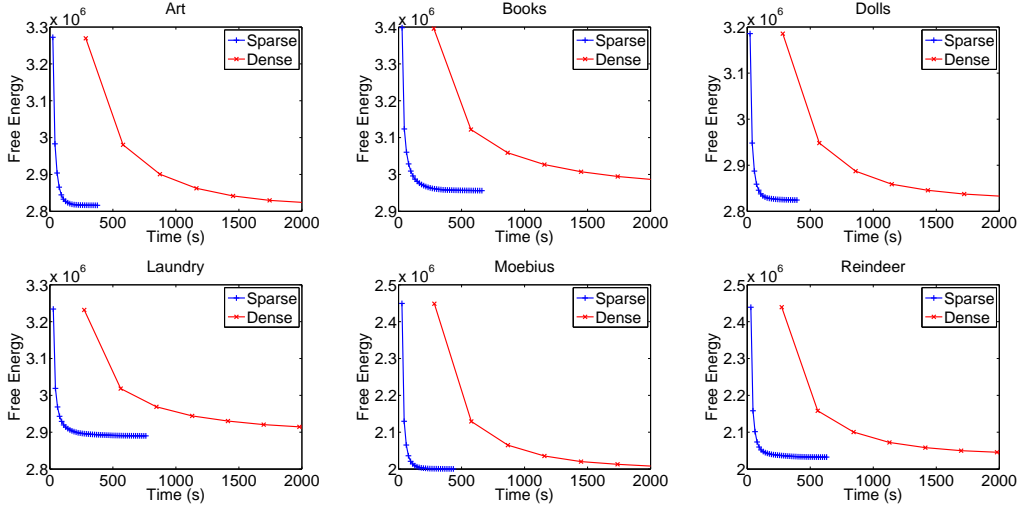 Art
x 10^6
3.3
3.2
3.1
3
2.9
2.8
Free Energy
0 500 1000 1500 2000
Time (s)
Sparse
Dense
Books
x 10^6
3.4
3.3
3.2
3.1
3
2.9
Free Energy
0 500 1000 1500 2000
Time (s)
Sparse
Dense
Dolls
x 10^6
3.2
3.1
3
2.9
2.8
Free Energy
0 500 1000 1500 2000
Time (s)
Sparse
Dense
Laundry
x 10^6
3.3
3.2
3.1
3
2.9
2.8
Free Energy
0 500 1000 1500 2000
Time (s)
Sparse
Dense
Moebius
x 10^6
2.5
2.4
2.3
2.2
2.1
2
Free Energy
0 500 1000 1500 2000
Time (s)
Sparse
Dense
Reindeer
x 10^6
2.5
2.4
2.3
2.2
2.1
2
Free Energy
0 500 1000 1500 2000
Time (s)
Sparse
Dense